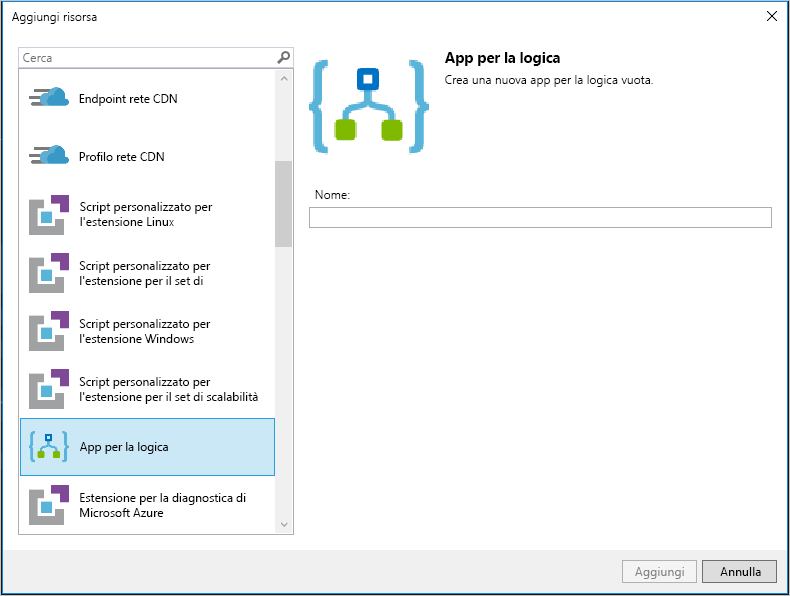 Aggiungi risorsa
Cerca
Endpoint rete CDN
Profilo rete CDN
Script personalizzato per
l'estensione Linux
Script personalizzato per
l'estensione per il set di
Script personalizzato per
l'estensione Windows
Script personalizzato per
l'estensione per il set di scalabilità
App per la logica
Estensione per la diagnostica di
Microsoft Azure
App per la logica
Crea una nuova app per la logica vuota.
Nome:
Aggiungi
Annulla